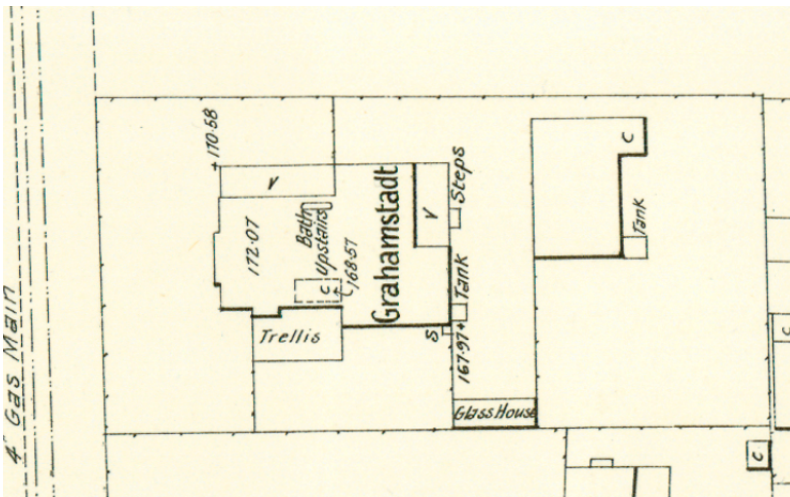 4" Gas Main
170·58
V
172·07
Bath
Upstairs
C
168·57
Grahamstadt
V
Steps
Tank
S
167·97
Trellis
Glass House
C
Tank
C
C